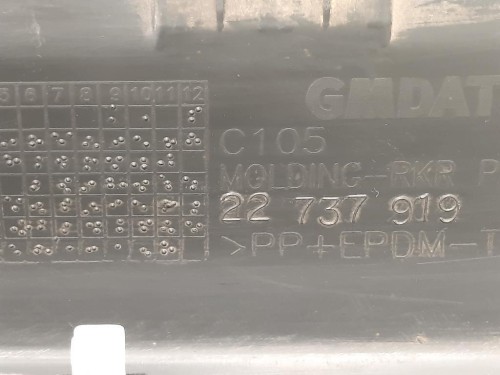 5 6 7 8 9 10 11 12
GMDAT
C105
MOLDING-RKR P
22 737 919
>PP+EPDM-T